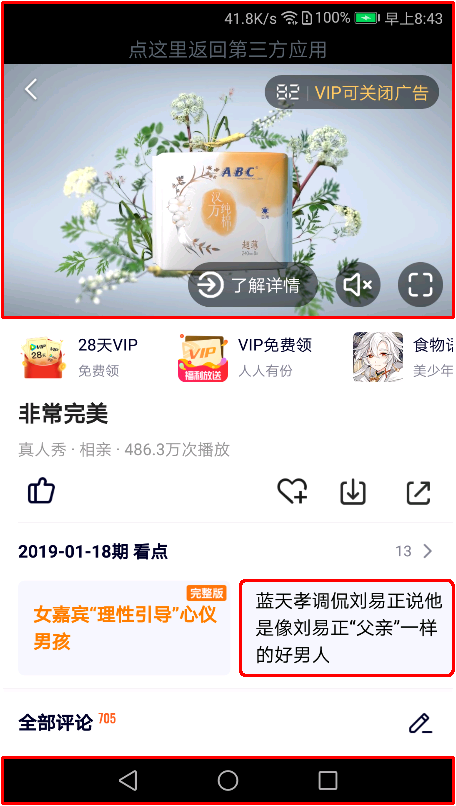 41.8K/s 100% 早上8:43
点这里返回第三方应用
82 VIP可关闭广告
ABC
汉方
种棉
超薄
了解详情
28天VIP
免费领
VIP
福利放送
VIP免费领
人人有份
食物语
美少年
非常完美
真人秀 · 相亲 · 486.3万次播放
2019-01-18期 看点
13
完整版
女嘉宾“理性引导”心仪
男孩
蓝天孝调侃刘易正说他
是像刘易正“父亲”一样
的好男人
全部评论 705